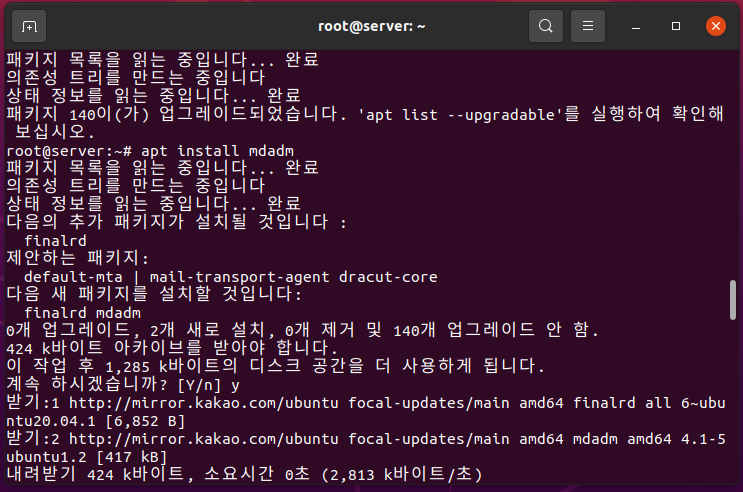 root@server: ~
패키지 목록을 읽는 중입니다... 완료
의존성 트리를 만드는 중입니다
상태 정보를 읽는 중입니다... 완료
패키지 140이(가) 업그레이드되었습니다. 'apt list --upgradable'를 실행하여 확인해
보십시오.
root@server:~# apt install mdadm
패키지 목록을 읽는 중입니다... 완료
의존성 트리를 만드는 중입니다
상태 정보를 읽는 중입니다... 완료
다음의 추가 패키지가 설치될 것입니다 :
finalrd
제안하는 패키지:
default-mta | mail-transport-agent dracut-core
다음 새 패키지를 설치할 것입니다:
finalrd mdadm
0개 업그레이드, 2개 새로 설치, 0개 제거 및 140개 업그레이드 안 함.
424 k바이트 아카이브를 받아야 합니다.
이 작업 후 1,285 k바이트의 디스크 공간을 더 사용하게 됩니다.
계속 하시겠습니까? [Y/n] y
받기:1 http://mirror.kakao.com/ubuntu focal-updates/main amd64 finalrd all 6~ubu
ntu20.04.1 [6,852 B]
받기:2 http://mirror.kakao.com/ubuntu focal-updates/main amd64 mdadm amd64 4.1-5
ubuntu1.2 [417 kB]
내려받기 424 k바이트, 소요시간 0초 (2,813 k바이트/초)